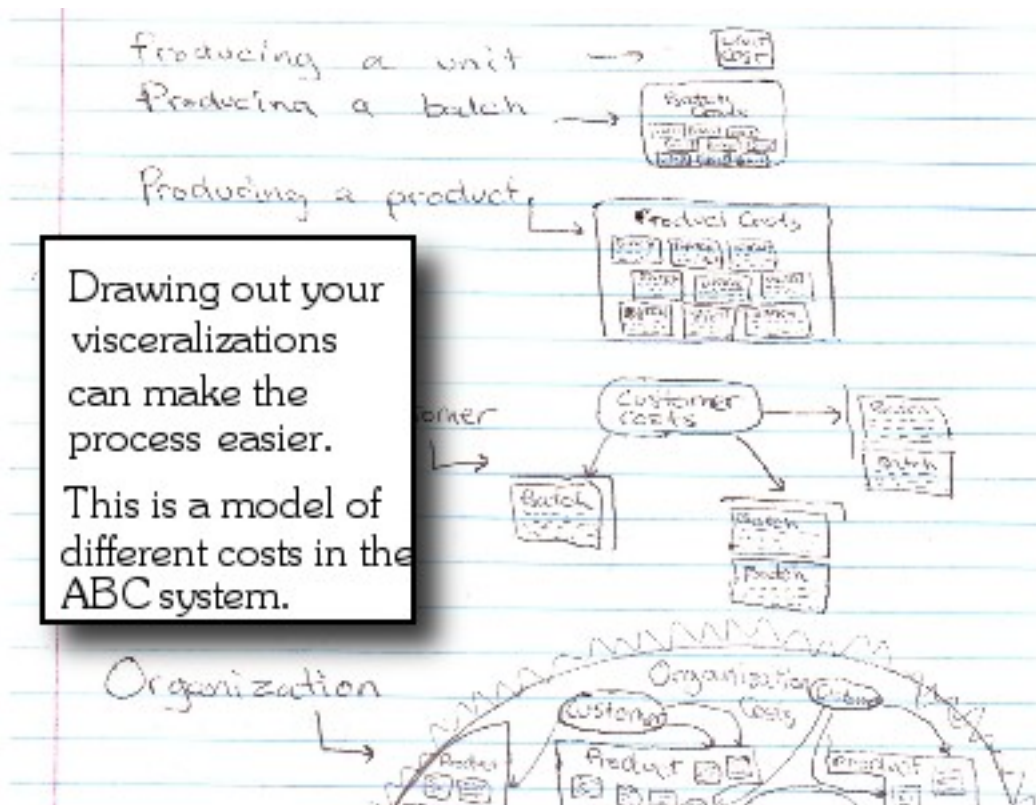 Producing a unit →
unit
cost
Producing a batch →
Batch
Costs
Producing a product
Product Costs
Drawing out your
visceralizations
can make the
process easier.
This is a model of
different costs in the
ABC system.
tomer
Customer
costs
Batch
Batch
Batch
Batch
Batch
Organization
Organization
Costs
Customer
Product
Product
Product